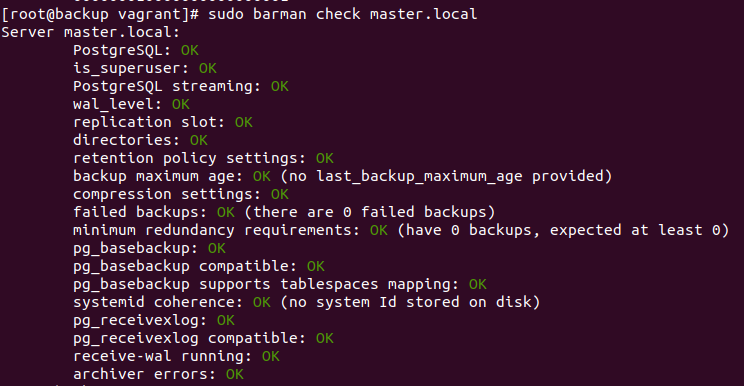 [root@backup vagrant]# sudo barman check master.local
Server master.local:
PostgreSQL: OK
is_superuser: OK
PostgreSQL streaming: OK
wal_level: OK
replication slot: OK
directories: OK
retention policy settings: OK
backup maximum age: OK (no last_backup_maximum_age provided)
compression settings: OK
failed backups: OK (there are 0 failed backups)
minimum redundancy requirements: OK (have 0 backups, expected at least 0)
pg_basebackup: OK
pg_basebackup compatible: OK
pg_basebackup supports tablespaces mapping: OK
systemid coherence: OK (no system Id stored on disk)
pg_receivexlog: OK
pg_receivexlog compatible: OK
receive-wal running: OK
archiver errors: OK